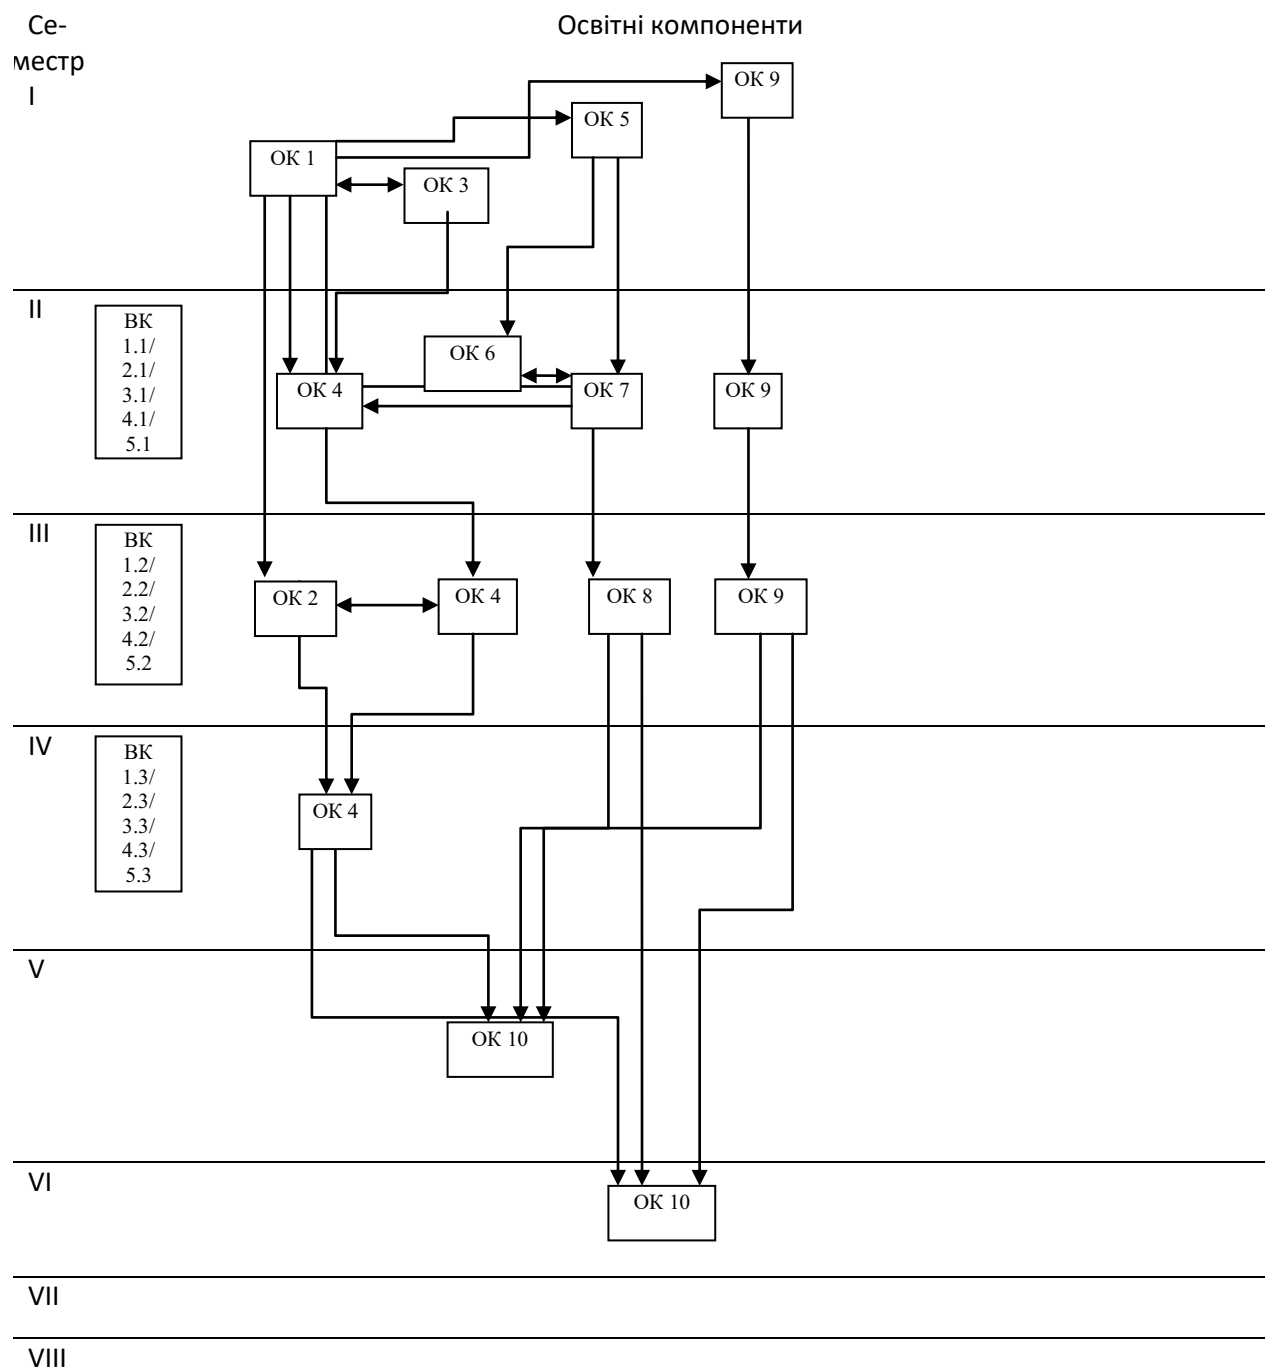 Се-
местр
Освітні компоненти
I
ОК 9
ОК 5
ОК 1
ОК 3
II
ВК
1.1/
2.1/
3.1/
4.1/
5.1
ОК 6
ОК 4
ОК 7
ОК 9
III
ВК
1.2/
2.2/
3.2/
4.2/
5.2
ОК 2
ОК 4
ОК 8
ОК 9
IV
ВК
1.3/
2.3/
3.3/
4.3/
5.3
ОК 4
V
ОК 10
VI
ОК 10
VII
VIII